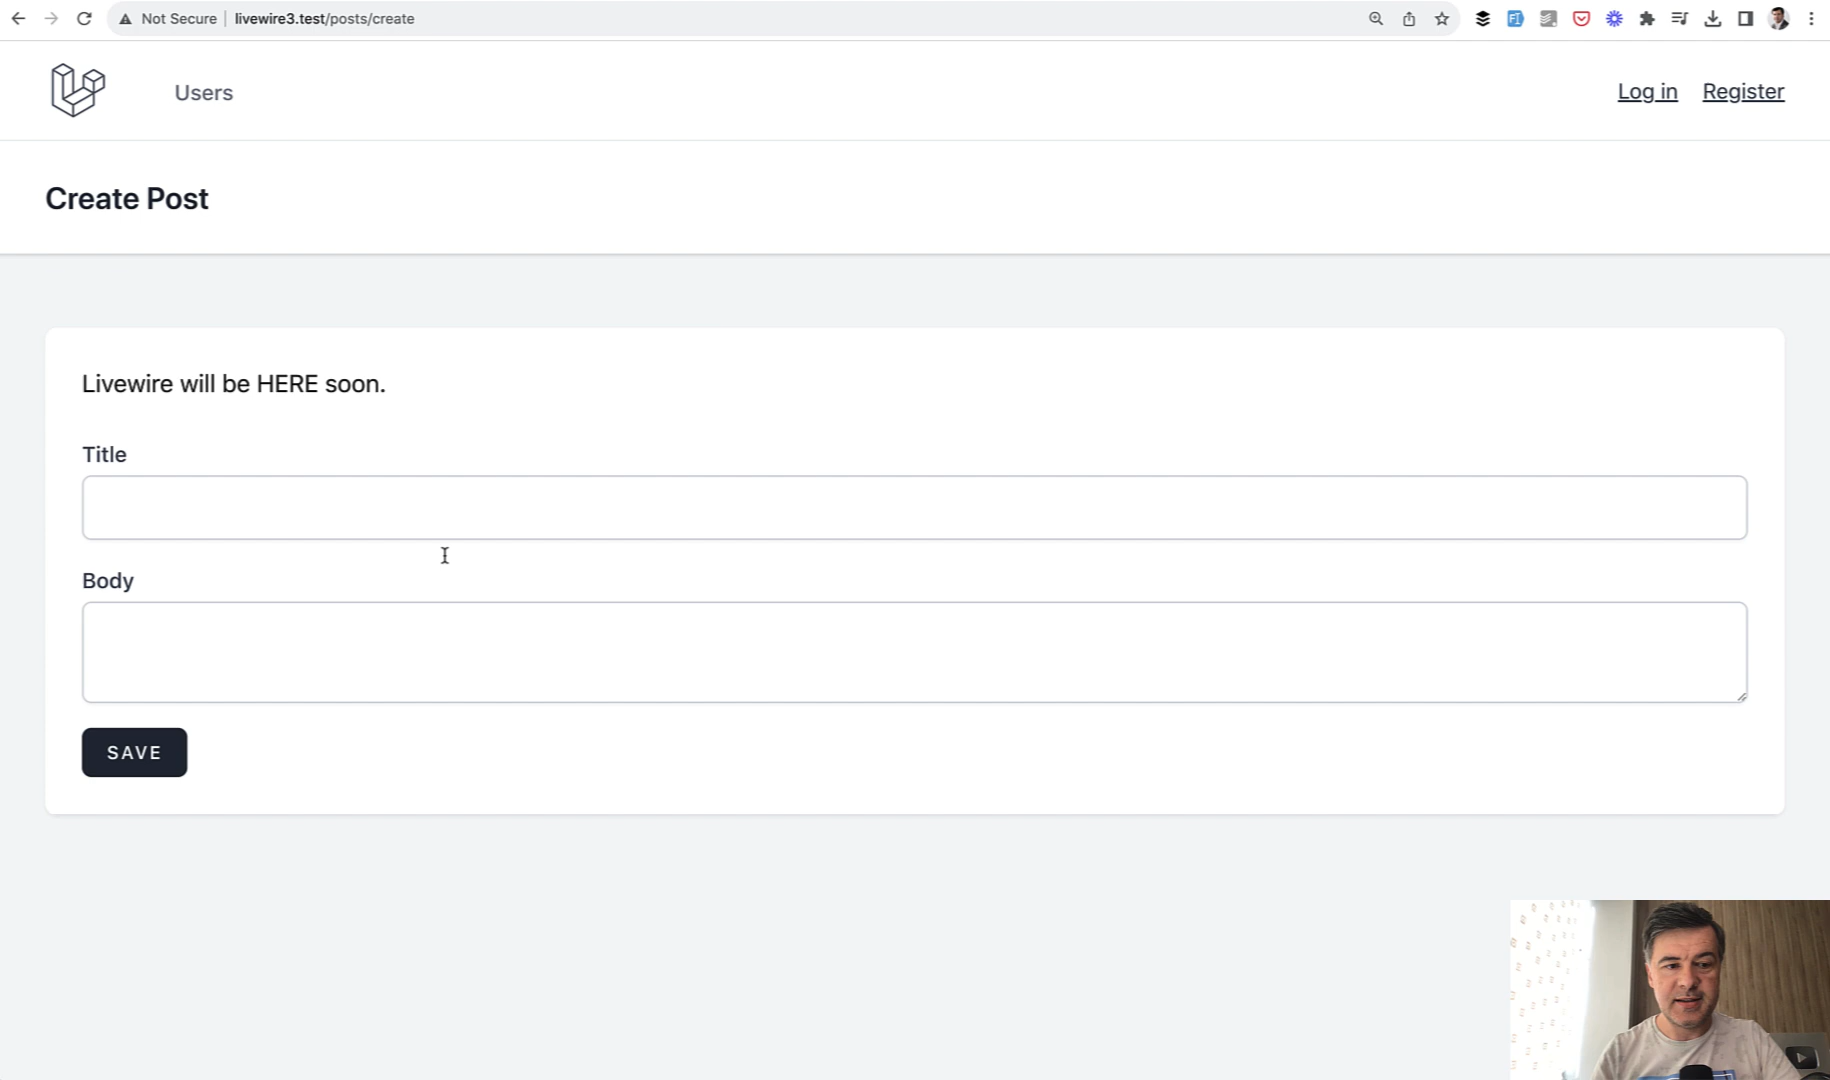 Not Secure | livewire3.test/posts/create
Users
Log in
Register
Create Post
Livewire will be HERE soon.
Title
Body
SAVE